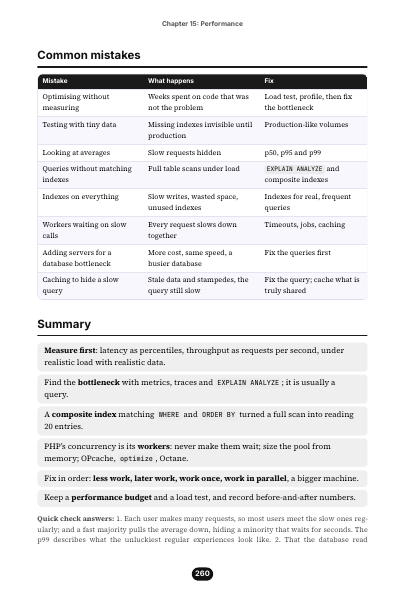 Chapter 15: Performance
Common mistakes
Mistake What happens Fix
Optimising without Weeks spent on code that was Load test, profile, then fix
measuring not the problem the bottleneck
Testing with tiny data Missing indexes invisible until Production-like volumes
production
Looking at averages Slow requests hidden p50, p95 and p99
Queries without matching Full table scans under load EXPLAIN ANALYZE and
indexes composite indexes
Indexes on everything Slow writes, wasted space, Indexes for real, frequent
unused indexes queries
Workers waiting on slow Every request slows down Timeouts, jobs, caching
calls together
Adding servers for a More cost, same speed, a Fix the queries first
database bottleneck busier database
Caching to hide a slow Stale data and stampedes, the Fix the query; cache what is
query query still slow truly shared
Summary
Measure first: latency as percentiles, throughput as requests per second, under
realistic load with realistic data.
Find the bottleneck with metrics, traces and EXPLAIN ANALYZE; it is usually a
query.
A composite index matching WHERE and ORDER BY turned a full scan into reading
20 entries.
PHP's concurrency is its workers: never make them wait; size the pool from
memory; OPcache, optimize, Octane.
Fix in order: less work, later work, work once, work in parallel, a bigger machine.
Keep a performance budget and a load test, and record before-and-after numbers.
Quick check answers: 1. Each user makes many requests, so most users meet the slow ones reg-
ularly; and a fast majority pulls the average down, hiding a minority that waits for seconds. The
p99 describes what the unluckiest regular experiences look like. 2. That the database read
260